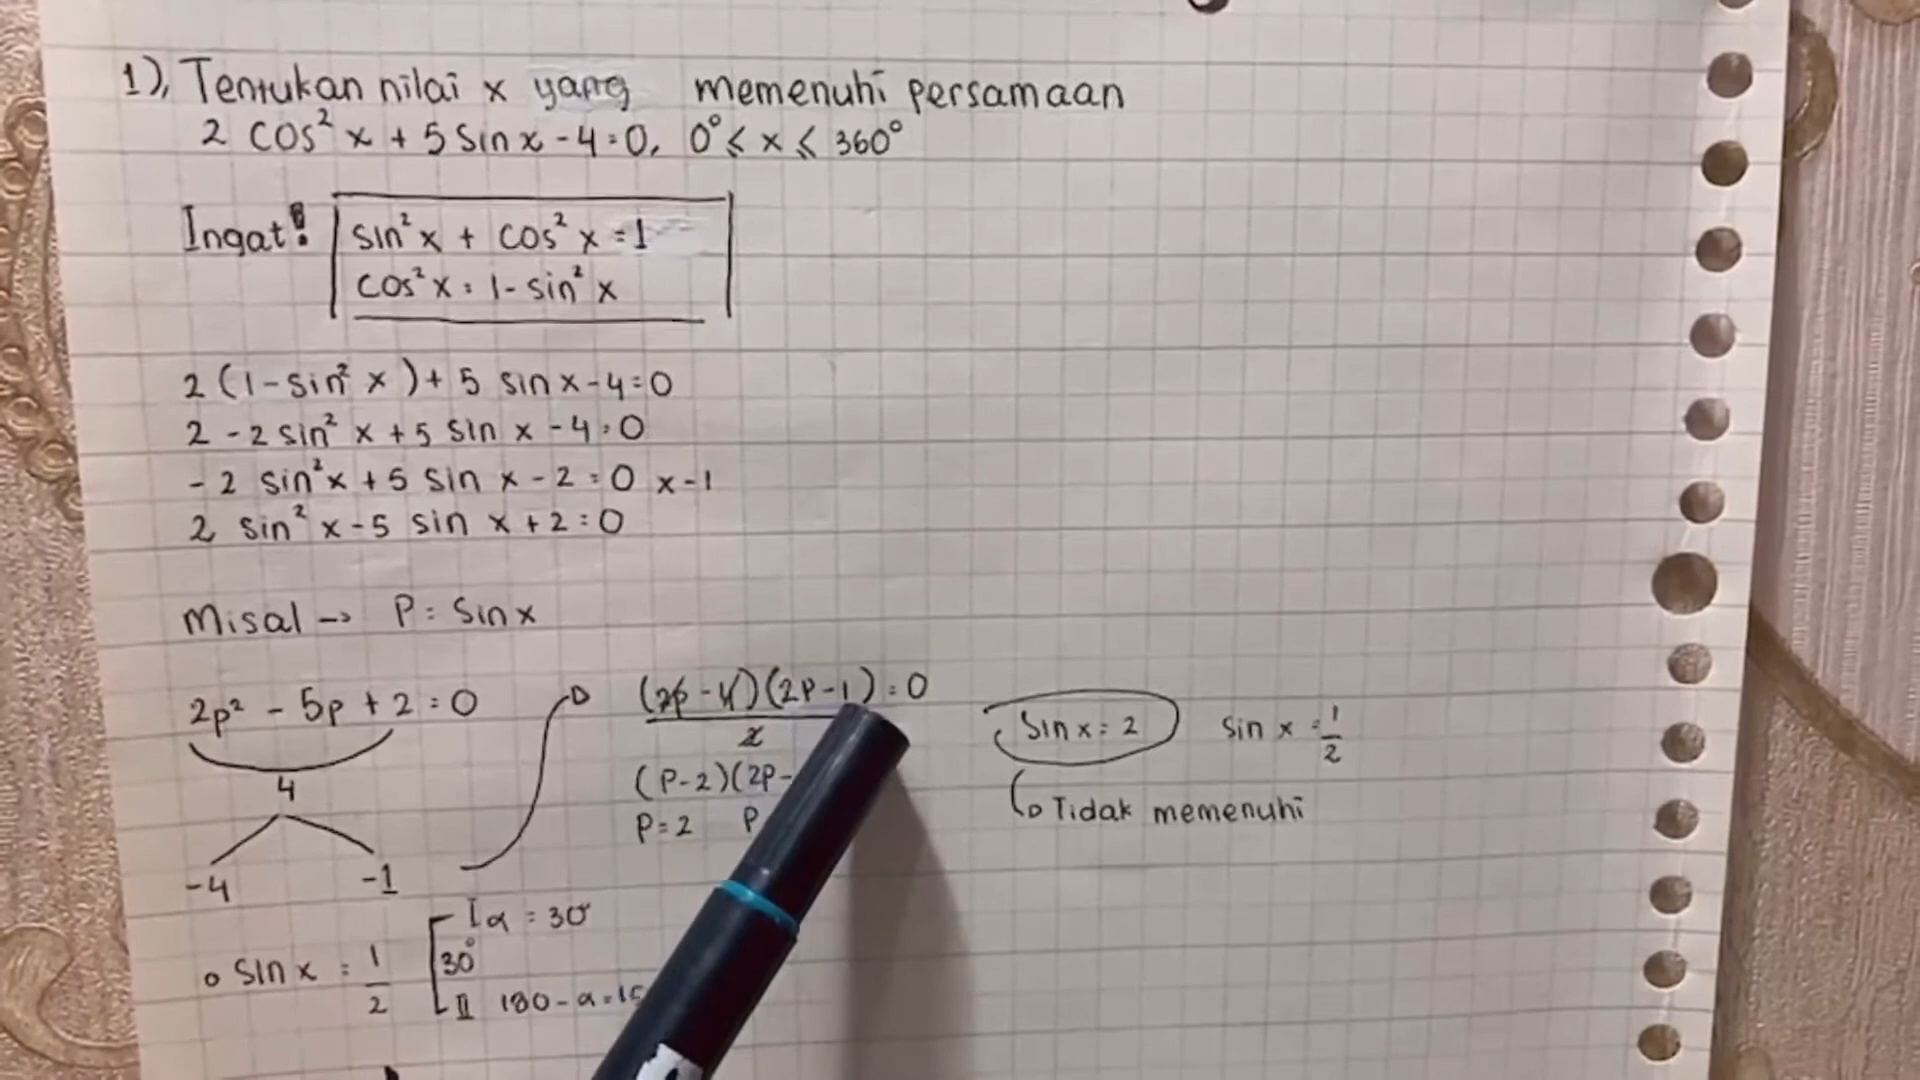 1), Tentukan nilai x yang memenuhi persamaan
2 cos² x + 5 sin x - 4 = 0, 0° ≤ x ≤ 360°
Ingat!
sin² x + cos² x = 1
cos² x = 1 - sin² x
2 (1 - sin² x) + 5 sin x - 4 = 0
2 - 2 sin² x + 5 sin x - 4 = 0
- 2 sin² x + 5 sin x - 2 = 0 x - 1
2 sin² x - 5 sin x + 2 = 0
Misal → P = Sin x
2p² - 5p + 2 = 0
4
-4 -1
(2p - 4)(2p - 1) = 0
2
(P - 2)(2P -
P = 2 P
Sin x = 2 Sin x = 1/2
Tidak memenuhi
o Sin x = 1/2
I α = 30°
30°
II 180 - α = 15